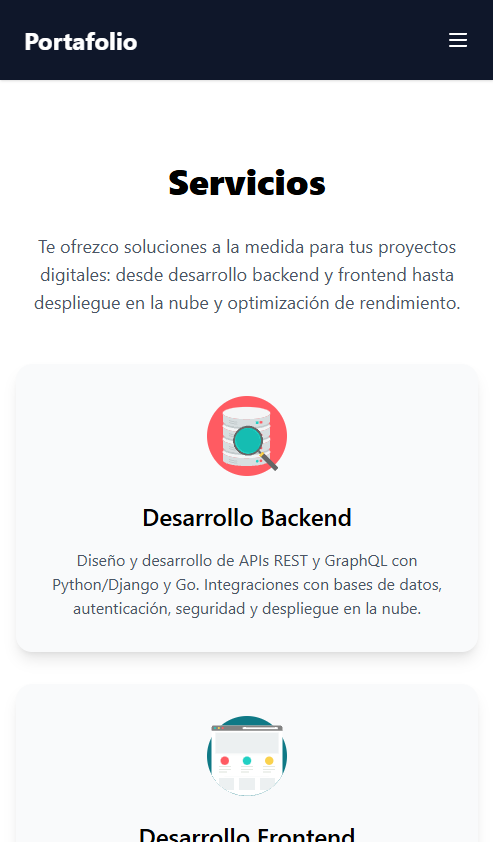 Portafolio
Servicios
Te ofrezco soluciones a la medida para tus proyectos
digitales: desde desarrollo backend y frontend hasta
despliegue en la nube y optimización de rendimiento.
Desarrollo Backend
Diseño y desarrollo de APIs REST y GraphQL con
Python/Django y Go. Integraciones con bases de datos,
autenticación, seguridad y despliegue en la nube.
Desarrollo Frontend